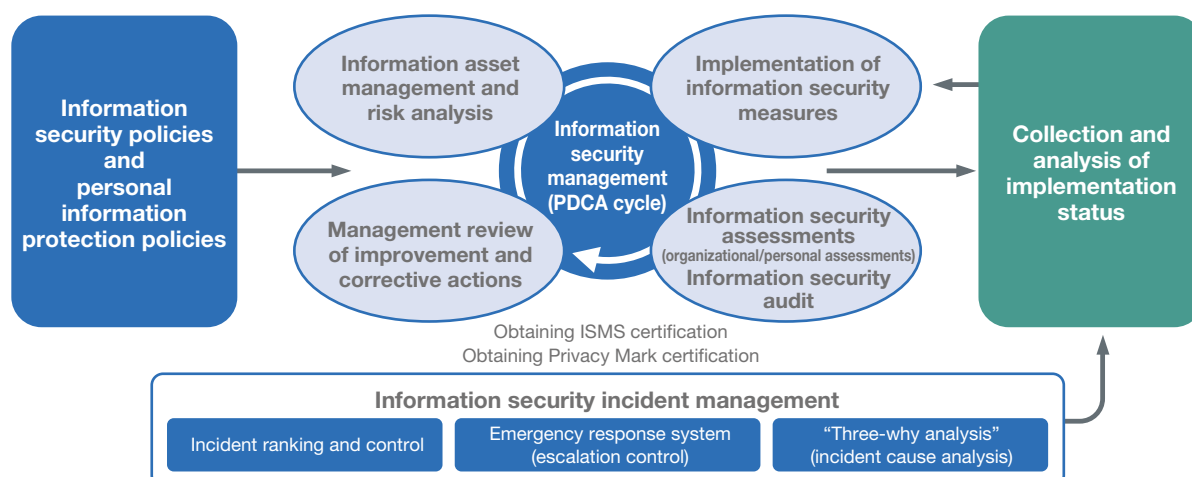 Information
security policies
and
personal
information
protection policies
Information asset
management and
risk analysis
Implementation of
information security
measures
Information
security
management
(PDCA cycle)
Management review
of improvement and
corrective actions
Information security
assessments
(organizational/personal assessments)
Information security
audit
Collection and
analysis of
implementation
status
Obtaining ISMS certification
Obtaining Privacy Mark certification
Information security incident management
Incident ranking and control
Emergency response system
(escalation control)
“Three-why analysis”
(incident cause analysis)